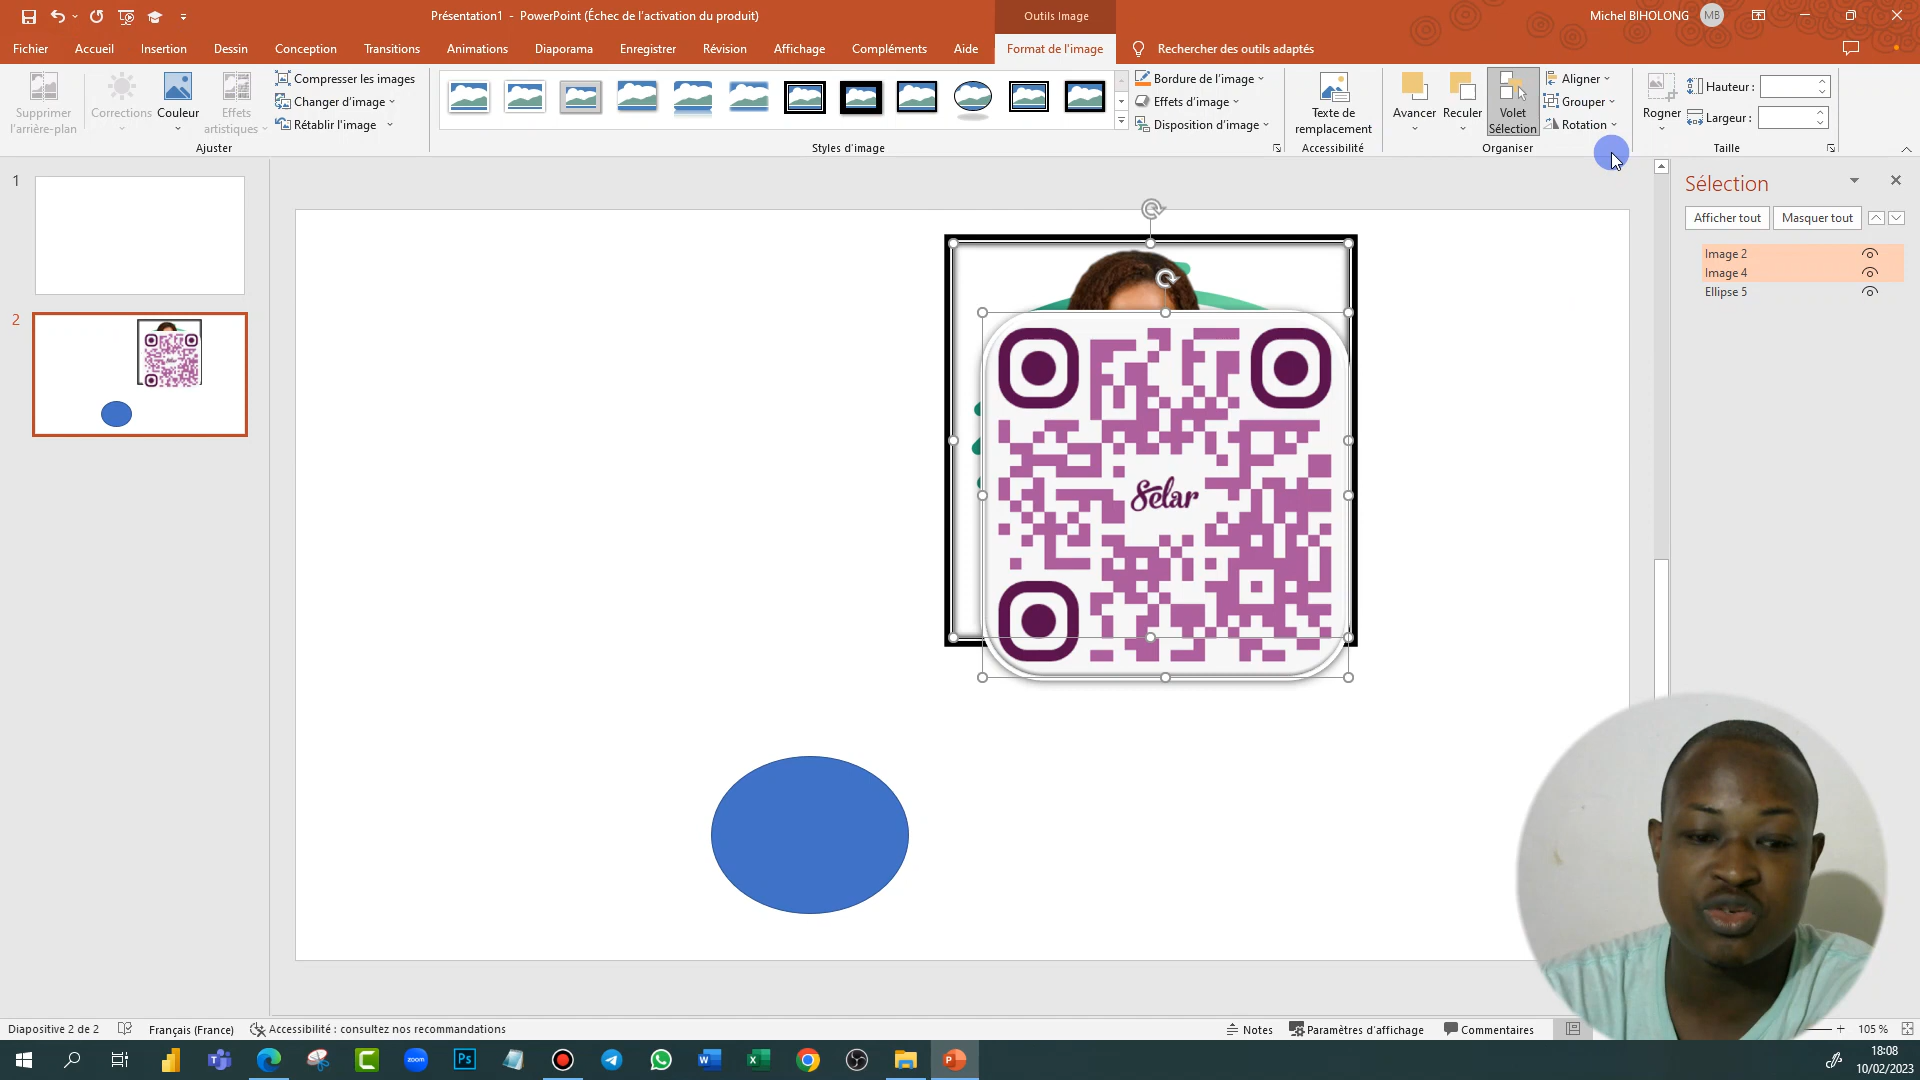 Présentation1 - PowerPoint (Échec de l'activation du produit)
Outils Image
Michel BIHOLONG
MB
Fichier
Accueil
Insertion
Dessin
Conception
Transitions
Animations
Diaporama
Enregistrer
Révision
Affichage
Compléments
Aide
Format de l'image
Rechercher des outils adaptés
Supprimer
l'arrière-plan
Corrections
Couleur
Effets
artistiques
Compresser les images
Changer d'image
Rétablir l'image
Ajuster
Styles d'image
Bordure de l'image
Effets d'image
Disposition d'image
Texte de
remplacement
Accessibilité
Avancer
Reculer
Volet
Sélection
Aligner
Grouper
Rotation
Organiser
Rogner
Hauteur :
Largeur :
Taille
1
2
Selar
Sélection
Afficher tout
Masquer tout
Image 2
Image 4
Ellipse 5
Diapositive 2 de 2
Français (France)
Accessibilité : consultez nos recommandations
Notes
Paramètres d'affichage
Commentaires
105 %
zoom
Ps
18:08
10/02/2023